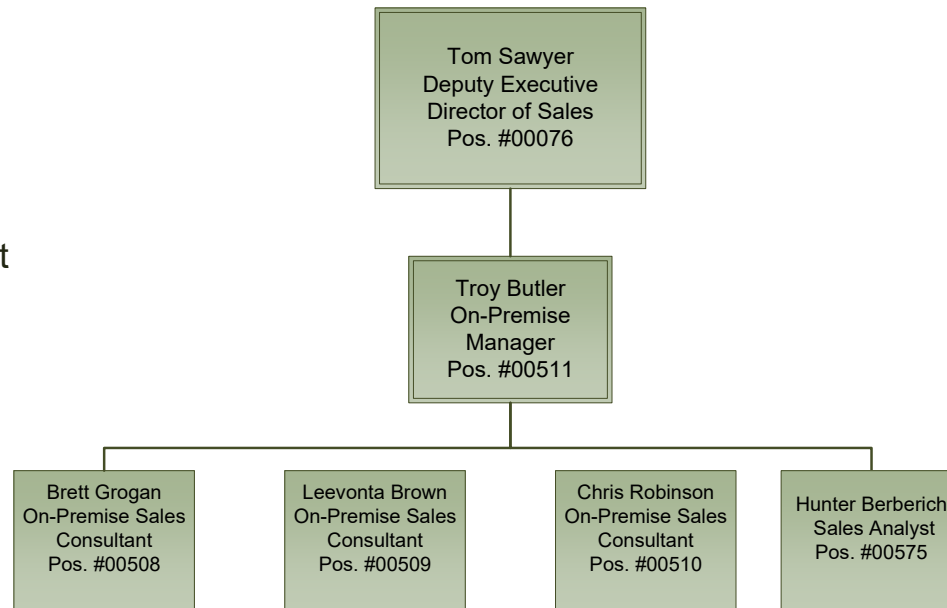 Tom Sawyer
Deputy Executive
Director of Sales
Pos. #00076
t
Troy Butler
On-Premise
Manager
Pos. #00511
Brett Grogan
On-Premise Sales
Consultant
Pos. #00508
Leevonta Brown
On-Premise Sales
Consultant
Pos. #00509
Chris Robinson
On-Premise Sales
Consultant
Pos. #00510
Hunter Berberich
Sales Analyst
Pos. #00575